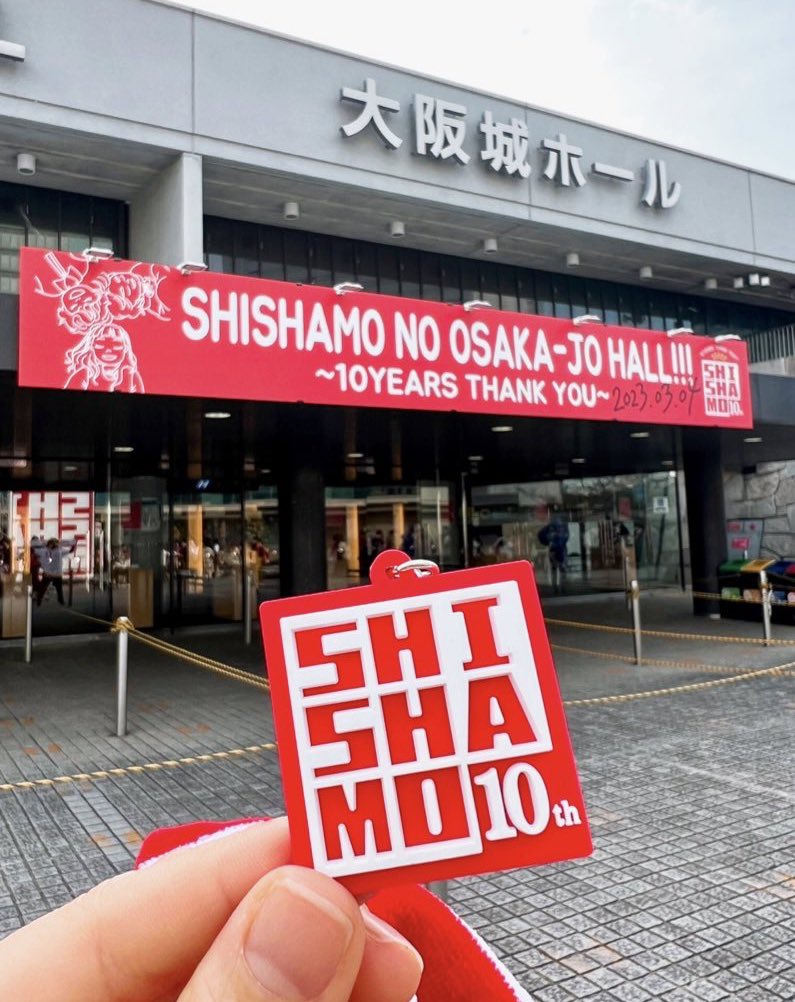 大阪城ホール
SHISHAMO NO OSAKA-JO HALL!!!
~10YEARS THANK YOU~
2023.03.04
SHI
SHA
MO 10th
SHI
SHA
MO 10th